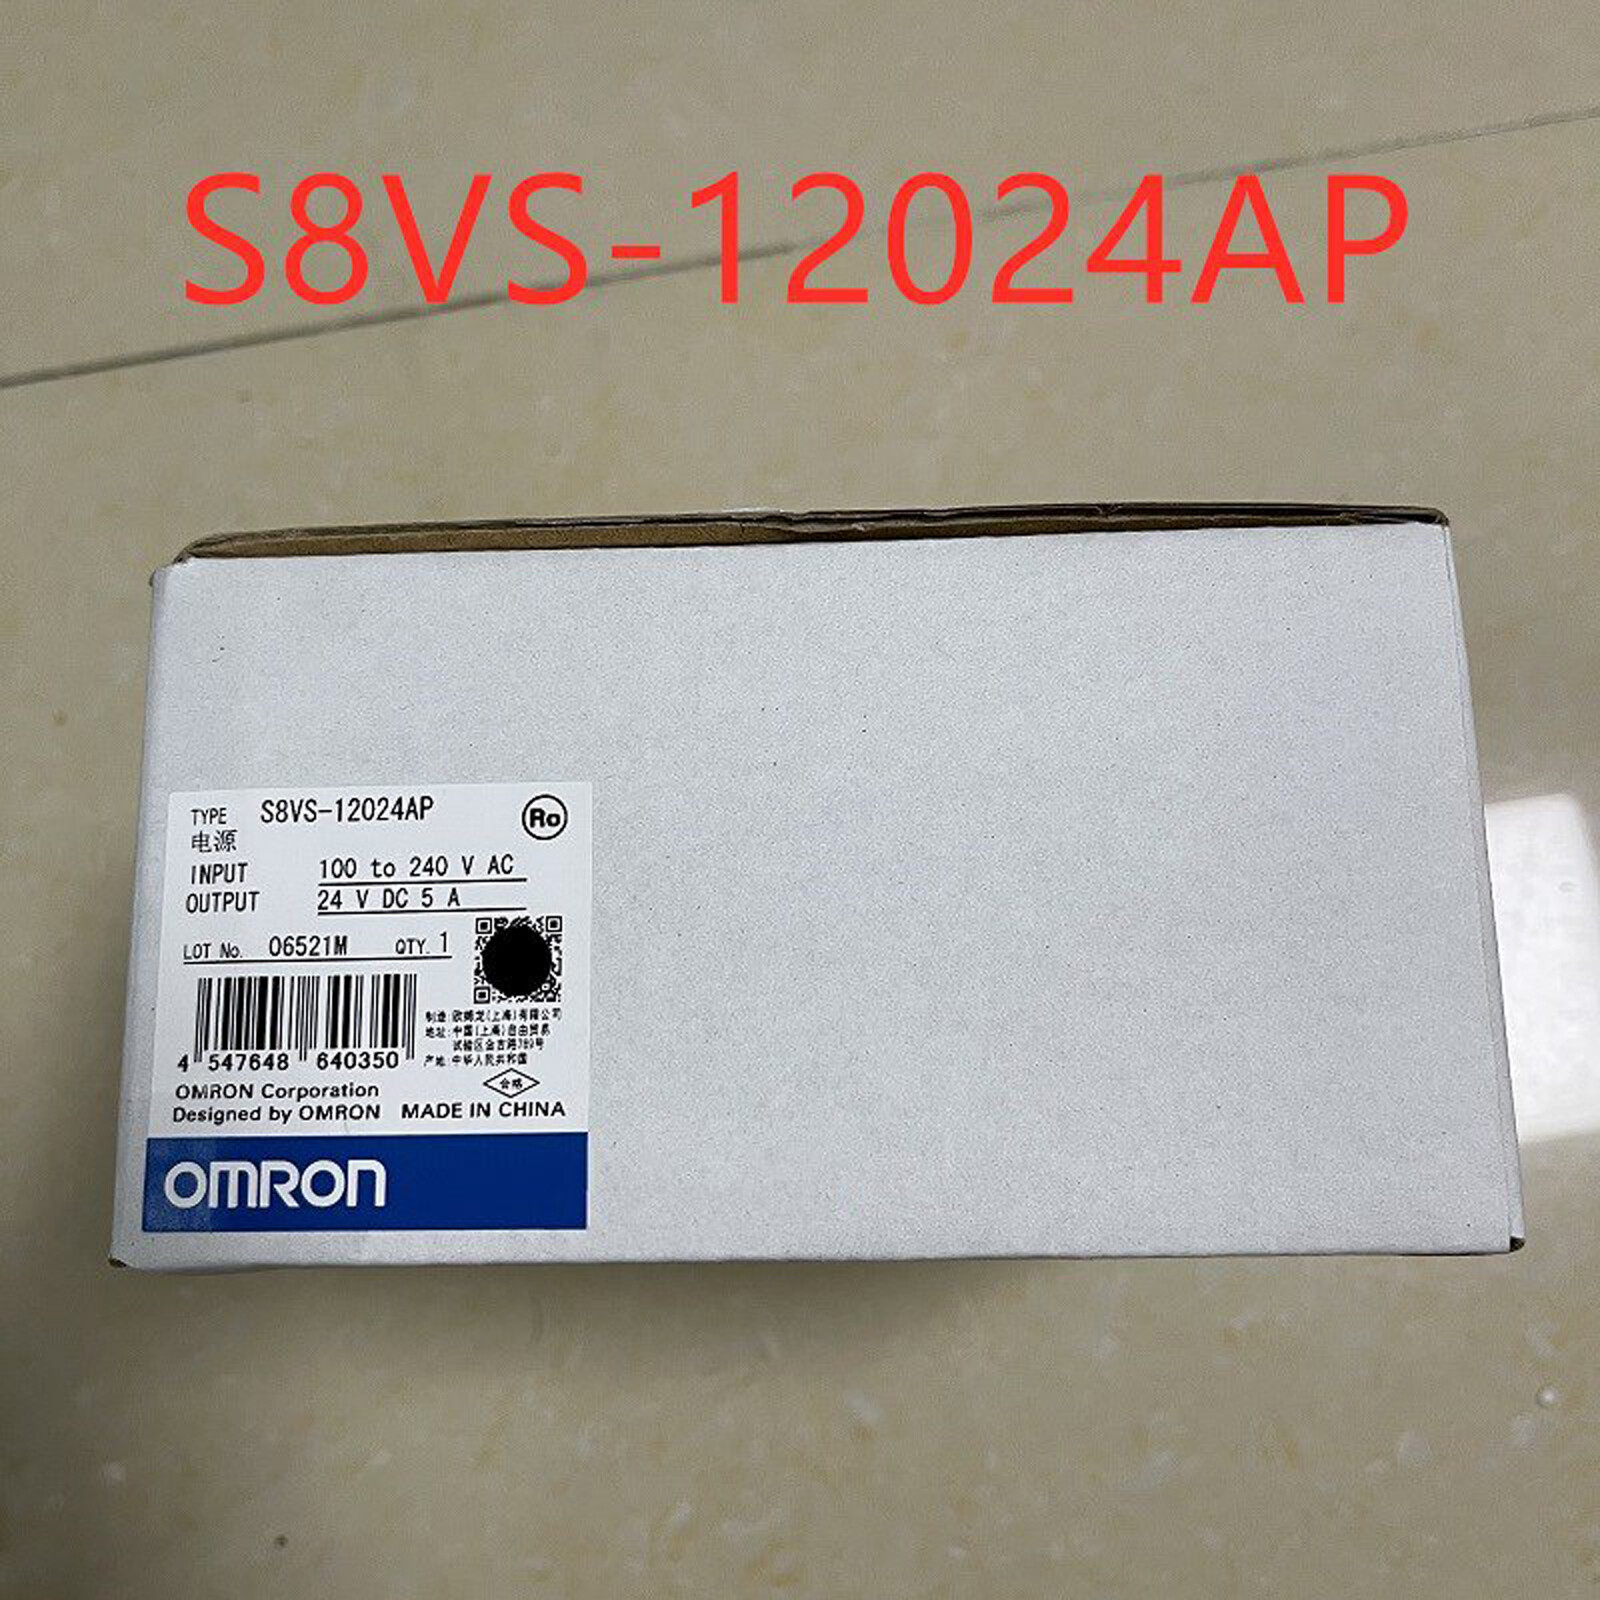 S8VS-12024AP
TYPE S8VS-12024AP
Ro
电源
INPUT 100 to 240 V AC
OUTPUT 24 V DC 5 A
LOT No. 06521M QTY. 1
制造:欧姆龙(上海)有限公司
地址:中国(上海)自由贸易
试验区金吉路789号
产地:中华人民共和国
4 547648 640350
合格
OMRON Corporation
Designed by OMRON MADE IN CHINA
OMRON